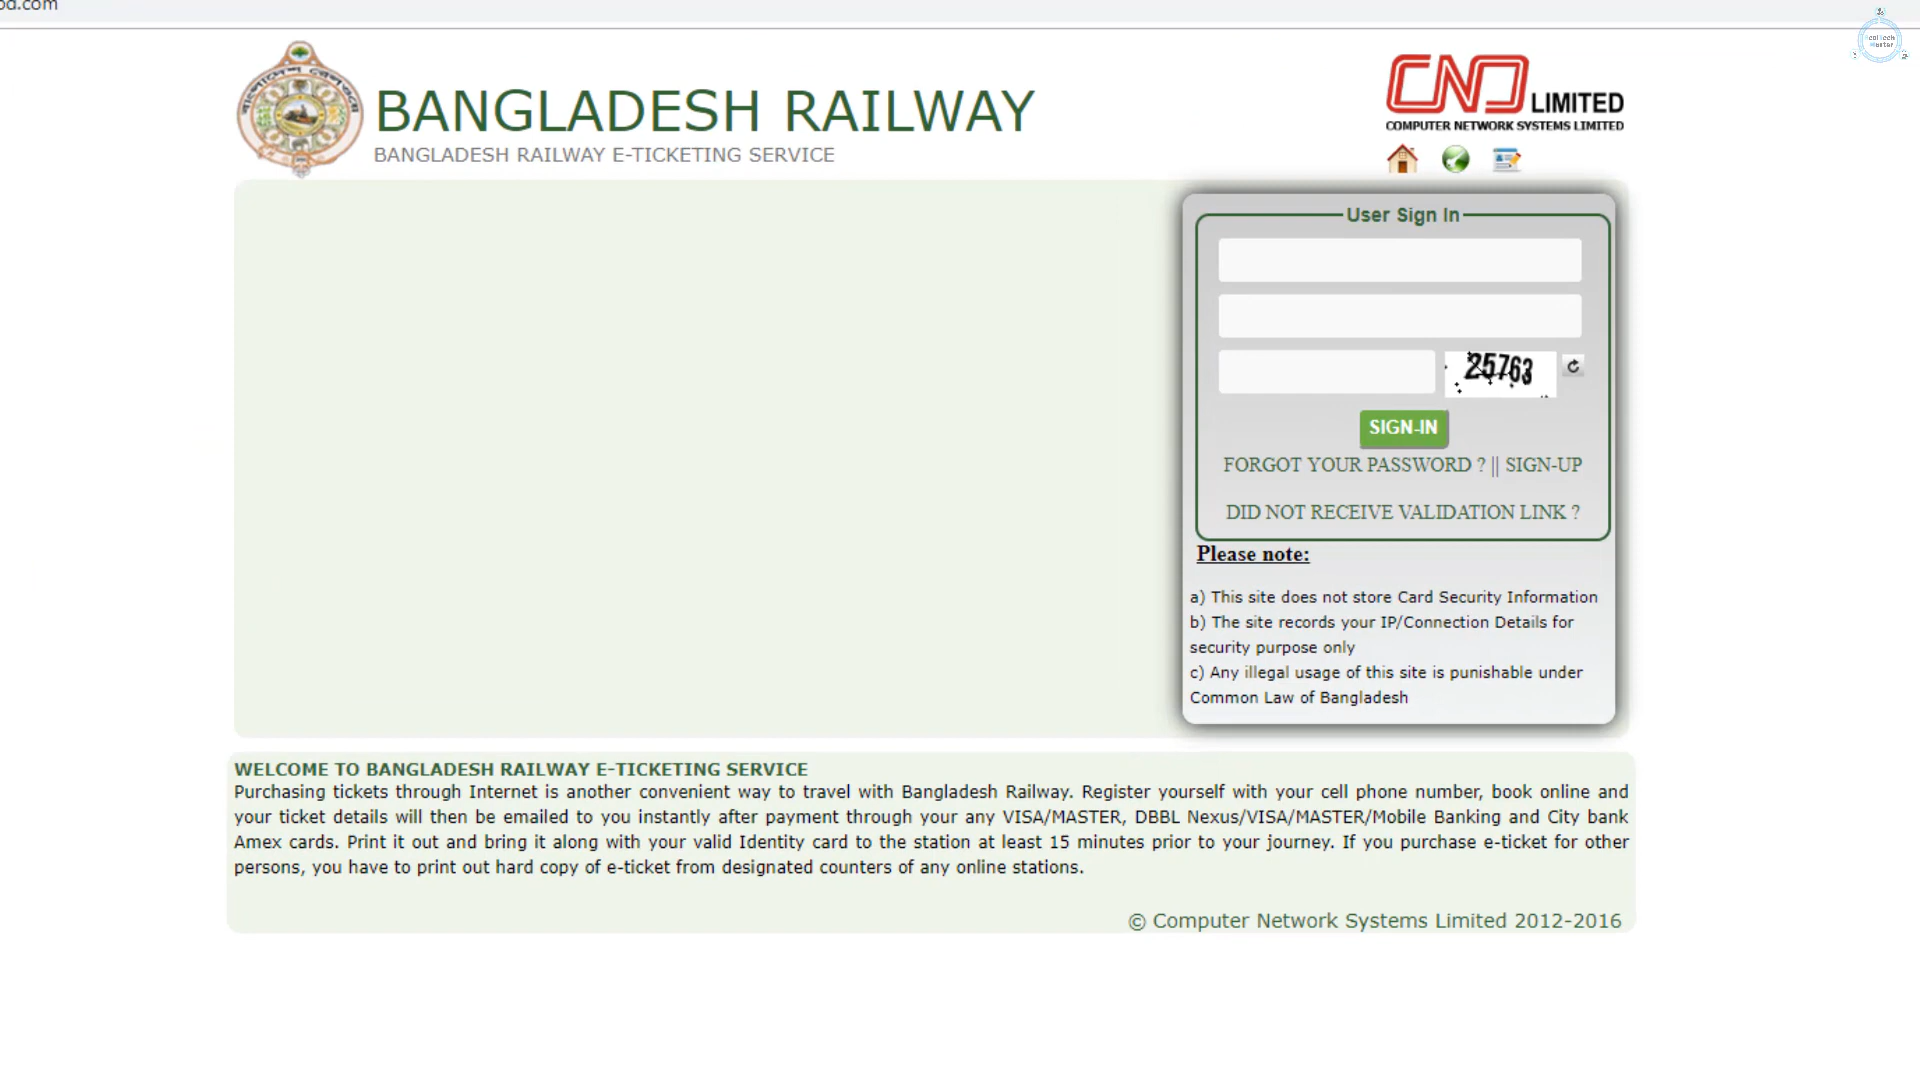 bd.com
BANGLADESH RAILWAY
BANGLADESH RAILWAY E-TICKETING SERVICE
LIMITED
COMPUTER NETWORK SYSTEMS LIMITED
User Sign In
25763
SIGN-IN
FORGOT YOUR PASSWORD ? || SIGN-UP
DID NOT RECEIVE VALIDATION LINK ?
Please note:
a) This site does not store Card Security Information
b) The site records your IP/Connection Details for
security purpose only
c) Any illegal usage of this site is punishable under
Common Law of Bangladesh
WELCOME TO BANGLADESH RAILWAY E-TICKETING SERVICE
Purchasing tickets through Internet is another convenient way to travel with Bangladesh Railway. Register yourself with your cell phone number, book online and
your ticket details will then be emailed to you instantly after payment through your any VISA/MASTER, DBBL Nexus/VISA/MASTER/Mobile Banking and City bank
Amex cards. Print it out and bring it along with your valid Identity card to the station at least 15 minutes prior to your journey. If you purchase e-ticket for other
persons, you have to print out hard copy of e-ticket from designated counters of any online stations.
© Computer Network Systems Limited 2012-2016